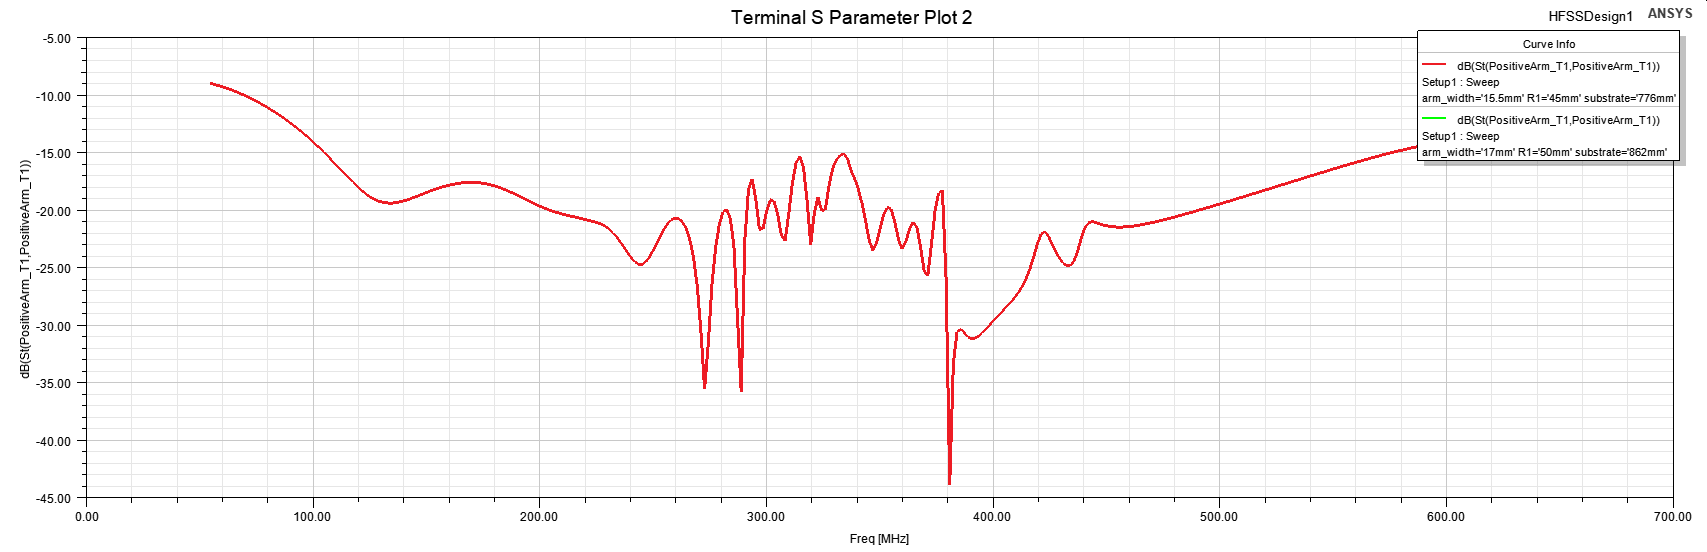 Terminal S Parameter Plot 2
HFSSDesign1
ANSYS
Curve Info
dB(St(PositiveArm_T1,PositiveArm_T1))
Setup1 : Sweep
arm_width='15.5mm' R1='45mm' substrate='776mm'
dB(St(PositiveArm_T1,PositiveArm_T1))
Setup1 : Sweep
arm_width='17mm' R1='50mm' substrate='862mm'
dB(St(PositiveArm_T1,PositiveArm_T1))
-5.00
-10.00
-15.00
-20.00
-25.00
-30.00
-35.00
-40.00
-45.00
0.00 100.00 200.00 300.00 400.00 500.00 600.00 700.00
Freq [MHz]